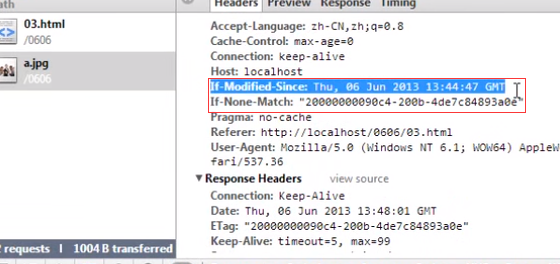 ath
Headers Preview Response Timing
03.html
/0606
a.jpg
/0606
Accept-Language: zh-CN,zh;q=0.8
Cache-Control: max-age=0
Connection: keep-alive
Host: localhost
If-Modified-Since: Thu, 06 Jun 2013 13:44:47 GMT
If-None-Match: "20000000090c4-200b-4de7c84893a0e"
Pragma: no-cache
Referer: http://localhost/0606/03.html
User-Agent: Mozilla/5.0 (Windows NT 6.1; WOW64) AppleW
fari/537.36
Response Headers view source
Connection: Keep-Alive
Date: Thu, 06 Jun 2013 13:48:01 GMT
ETag: "20000000090c4-200b-4de7c84893a0e"
Keep-Alive: timeout=5, max=99
requests 1004 B transferred